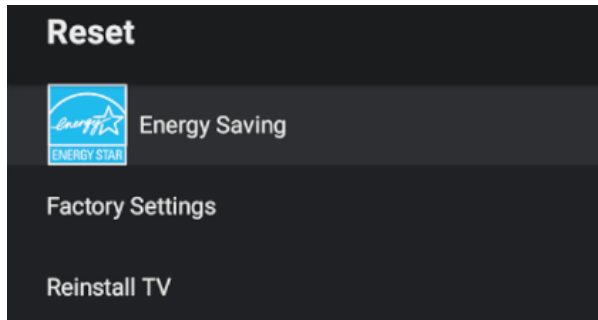 Reset
energy
ENERGY STAR
Energy Saving
Factory Settings
Reinstall TV